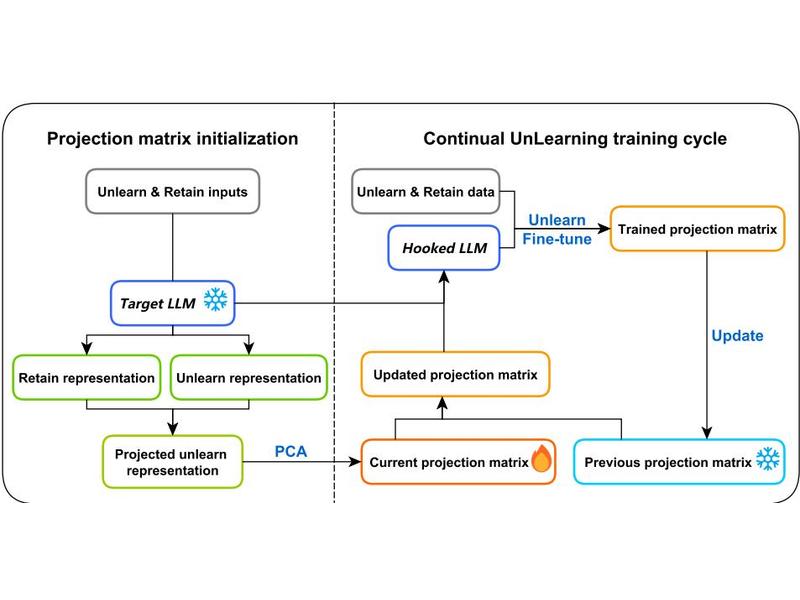 Projection matrix initialization
Unlearn & Retain inputs
Target LLM
Retain representation
Unlearn representation
Projected unlearn
representation
PCA
Continual UnLearning training cycle
Unlearn & Retain data
Hooked LLM
Unlearn
Fine-tune
Trained projection matrix
Update
Updated projection matrix
Current projection matrix
Previous projection matrix